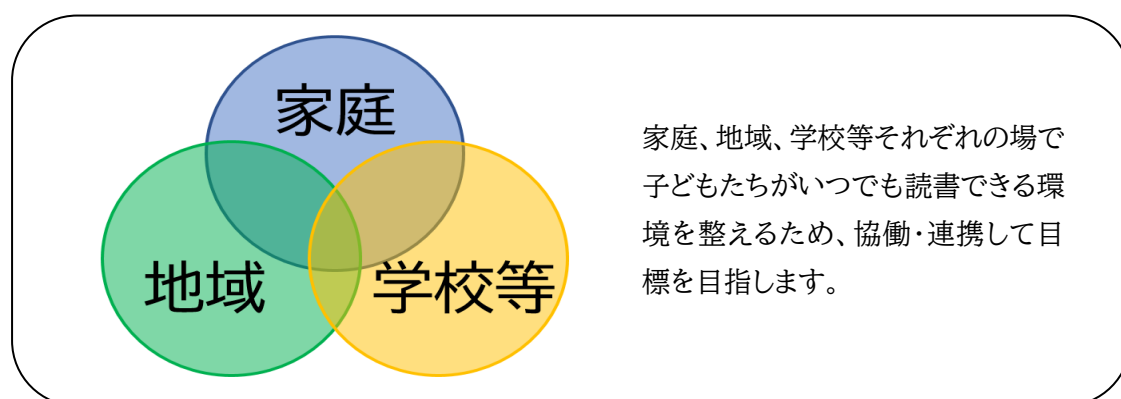 家庭
地域
学校等
家庭、地域、学校等それぞれの場で
子どもたちがいつでも読書できる環
境を整えるため、協働・連携して目
標を目指します。